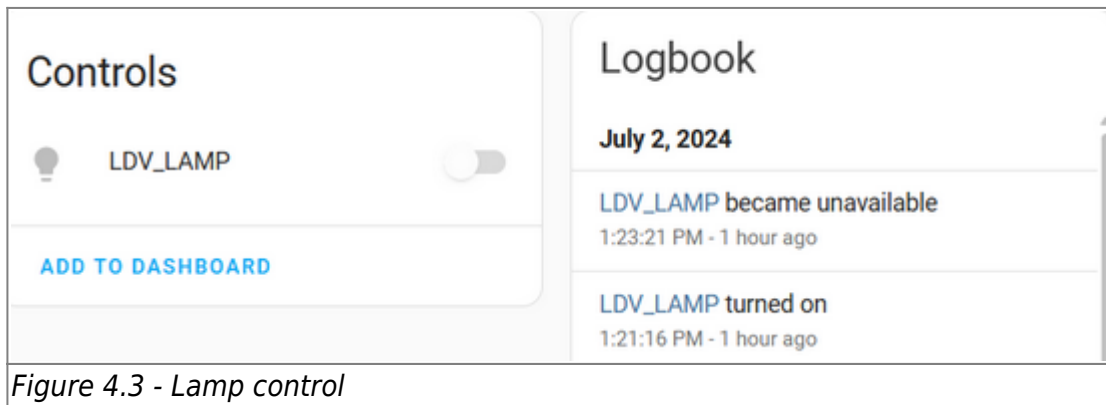 Controls
LDV_LAMP
ADD TO DASHBOARD
Logbook
July 2, 2024
LDV_LAMP became unavailable
1:23:21 PM - 1 hour ago
LDV_LAMP turned on
1:21:16 PM - 1 hour ago
Figure 4.3 - Lamp control